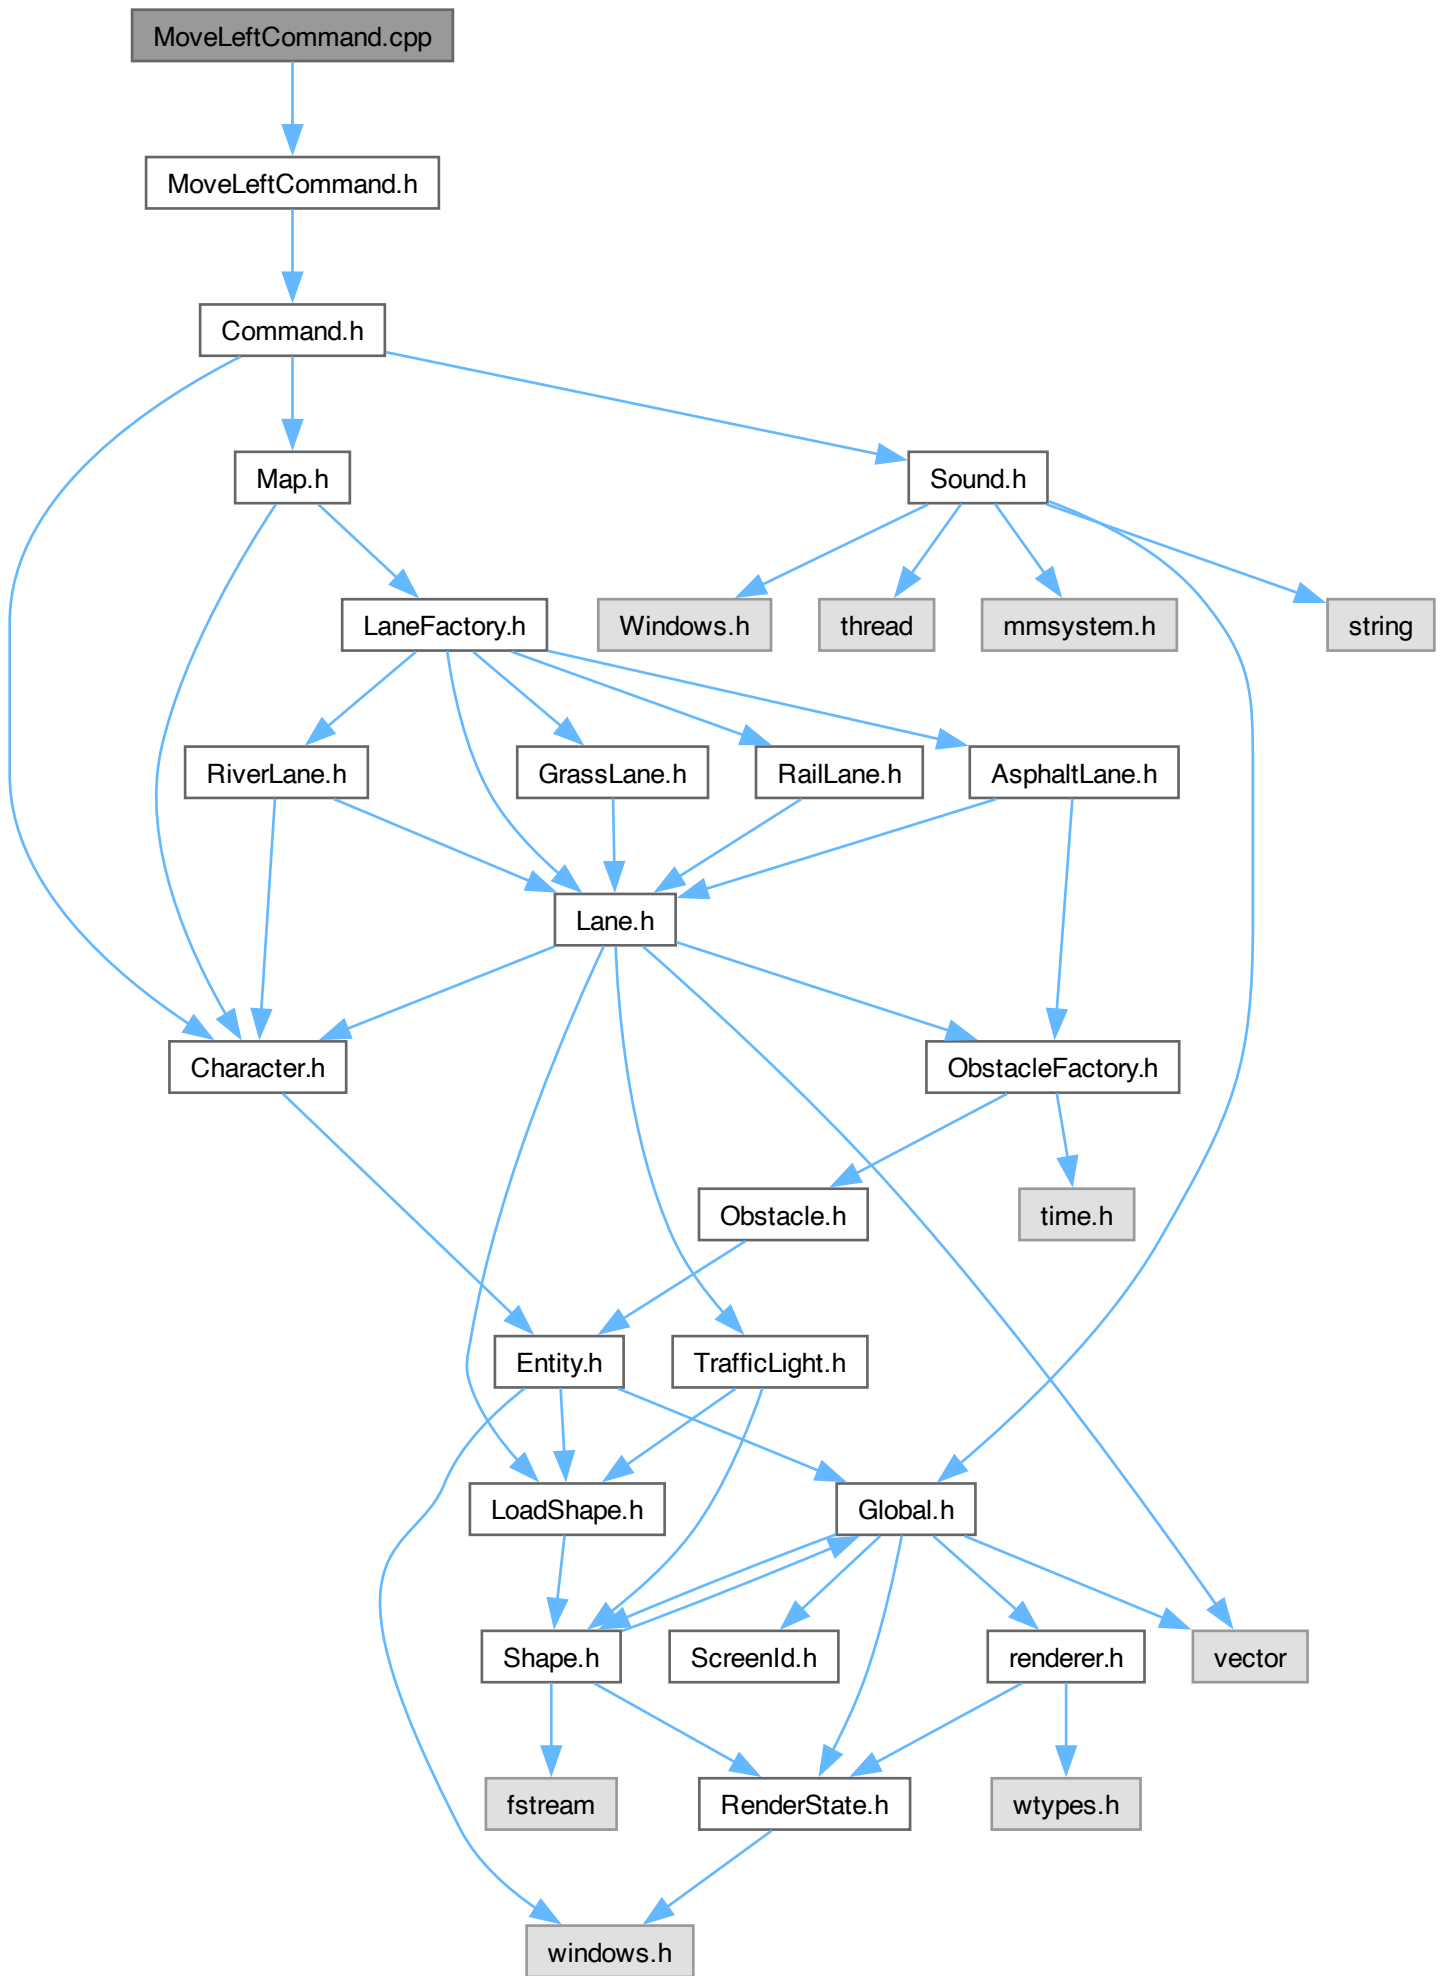 MoveLeftCommand.cpp
MoveLeftCommand.h
Command.h
Map.h
Sound.h
LaneFactory.h
Windows.h
thread
mmsystem.h
string
RiverLane.h
GrassLane.h
RailLane.h
AsphaltLane.h
Lane.h
Character.h
ObstacleFactory.h
Obstacle.h
time.h
Entity.h
TrafficLight.h
LoadShape.h
Global.h
Shape.h
ScreenId.h
renderer.h
vector
fstream
RenderState.h
wtypes.h
windows.h